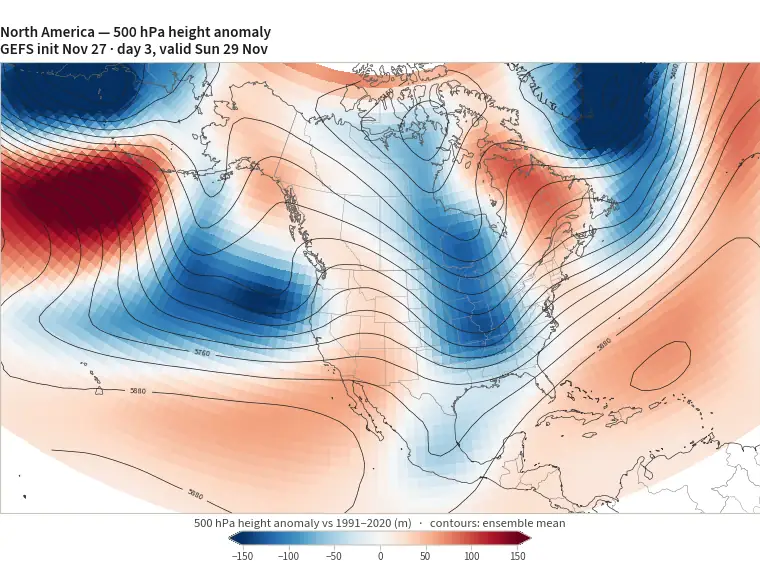 North America — 500 hPa height anomaly
GEFS init Nov 27 · day 3, valid Sun 29 Nov
5880
5760
5880
5880
500 hPa height anomaly vs 1991–2020 (m) · contours: ensemble mean
−150 −100 −50 0 50 100 150